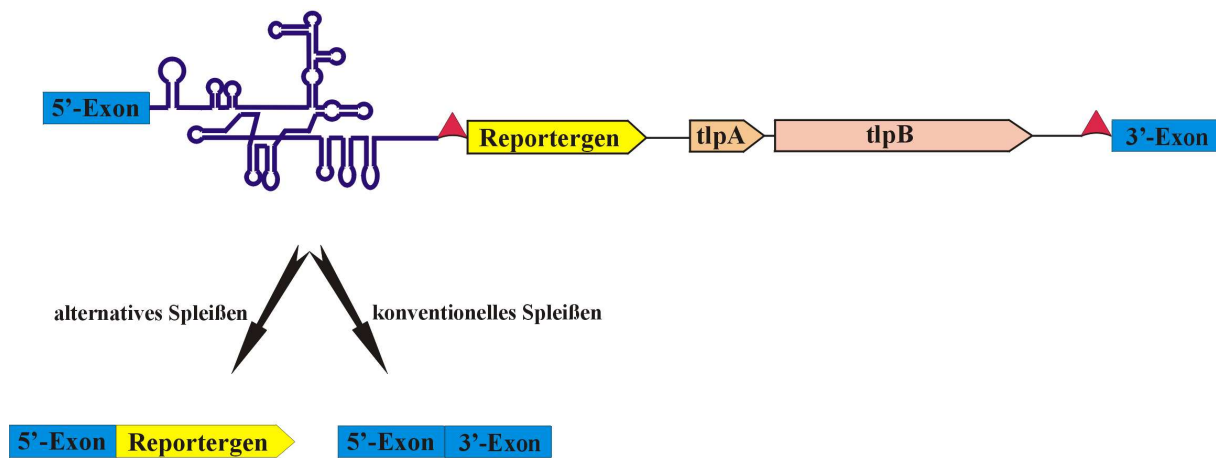 5’-Exon
Reportergen
tlpA
tlpB
3’-Exon
alternatives Spleißen
konventionelles Spleißen
5’-Exon Reportergen
5’-Exon 3’-Exon